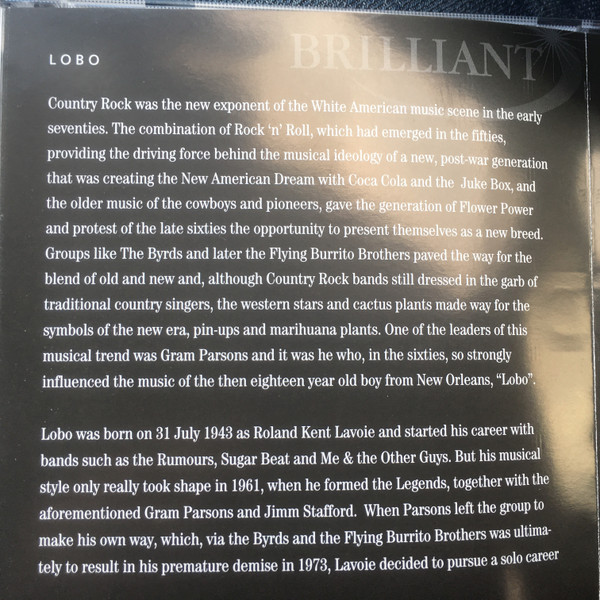 LOBO
BRILLIANT
Country Rock was the new exponent of the White American music scene in the early
seventies. The combination of Rock ‘n’ Roll, which had emerged in the fifties,
providing the driving force behind the musical ideology of a new, post-war generation
that was creating the New American Dream with Coca Cola and the Juke Box, and
the older music of the cowboys and pioneers, gave the generation of Flower Power
and protest of the late sixties the opportunity to present themselves as a new breed.
Groups like The Byrds and later the Flying Burrito Brothers paved the way for the
blend of old and new and, although Country Rock bands still dressed in the garb of
traditional country singers, the western stars and cactus plants made way for the
symbols of the new era, pin-ups and marihuana plants. One of the leaders of this
musical trend was Gram Parsons and it was he who, in the sixties, so strongly
influenced the music of the then eighteen year old boy from New Orleans, “Lobo”.
Lobo was born on 31 July 1943 as Roland Kent Lavoie and started his career with
bands such as the Rumours, Sugar Beat and Me & the Other Guys. But his musical
style only really took shape in 1961, when he formed the Legends, together with the
aforementioned Gram Parsons and Jimm Stafford. When Parsons left the group to
make his own way, which, via the Byrds and the Flying Burrito Brothers was ultima-
tely to result in his premature demise in 1973, Lavoie decided to pursue a solo career